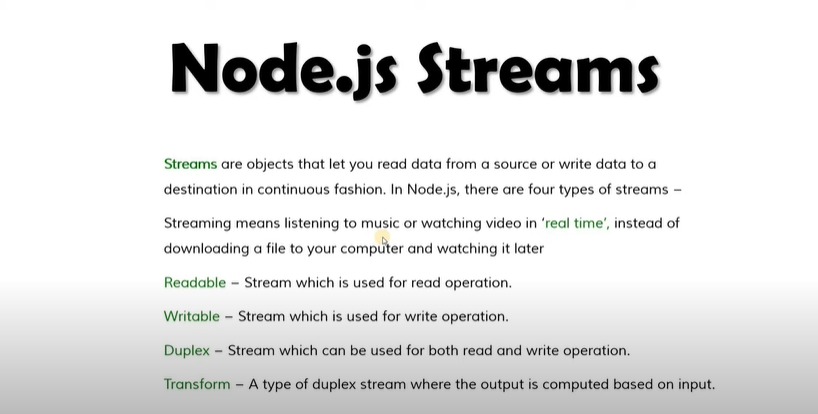 Node.js Streams
Streams are objects that let you read data from a source or write data to a
destination in continuous fashion. In Node.js, there are four types of streams –
Streaming means listening to music or watching video in ‘real time’, instead of
downloading a file to your computer and watching it later
Readable – Stream which is used for read operation.
Writable – Stream which is used for write operation.
Duplex – Stream which can be used for both read and write operation.
Transform – A type of duplex stream where the output is computed based on input.